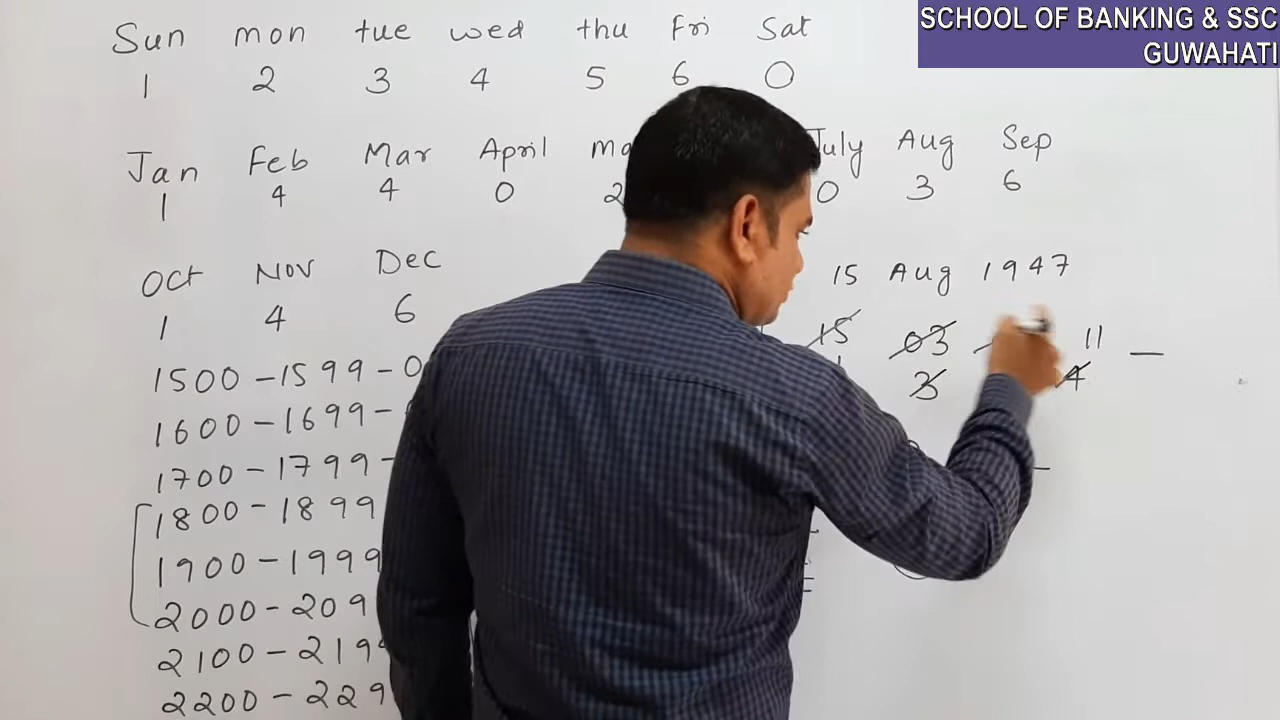 SCHOOL OF BANKING & SSC
GUWAHATI
Sun mon tue wed thu Fri Sat
1 2 3 4 5 6 0
Jan Feb Mar April ma July Aug Sep
1 4 4 0 2 0 3 6
Oct Nov Dec
1 4 6
15 Aug 1947
15 03 11 —
3 4
1500 - 1599 - 0
1600 - 1699 -
1700 - 1799 -
1800 - 1899
1900 - 1999
2000 - 209
2100 - 219
2200 - 229